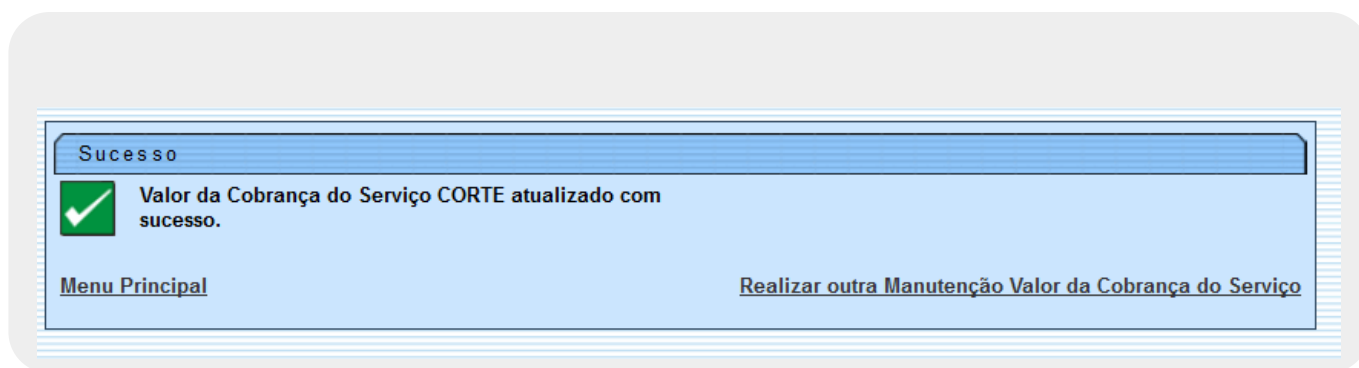 Sucesso
Valor da Cobrança do Serviço CORTE atualizado com
sucesso.
Menu Principal
Realizar outra Manutenção Valor da Cobrança do Serviço